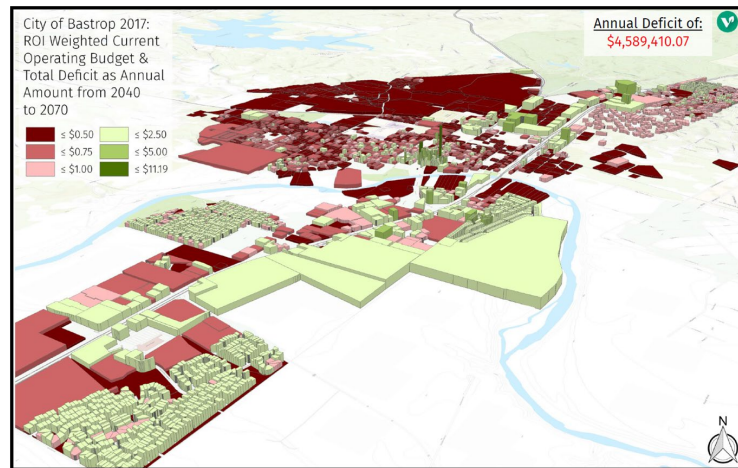 City of Bastrop 2017:
ROI Weighted Current
Operating Budget &
Total Deficit as Annual
Amount from 2040
to 2070
≤ $0.50 ≤ $2.50
≤ $0.75 ≤ $5.00
≤ $1.00 ≤ $11.19
Annual Deficit of:
$4,589,410.07
N